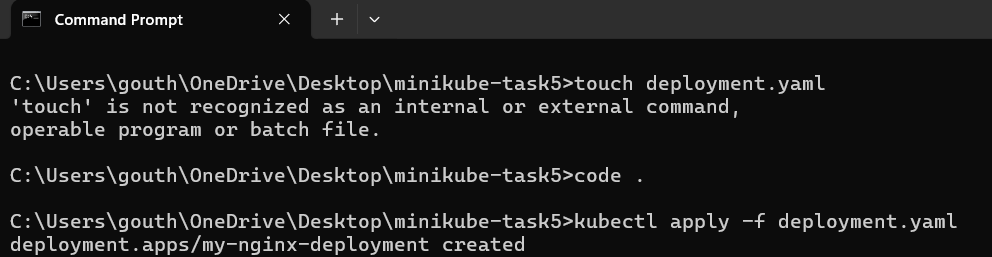 Command Prompt
C:\Users\gouth\OneDrive\Desktop\minikube-task5>touch deployment.yaml
'touch' is not recognized as an internal or external command,
operable program or batch file.
C:\Users\gouth\OneDrive\Desktop\minikube-task5>code .
C:\Users\gouth\OneDrive\Desktop\minikube-task5>kubectl apply -f deployment.yaml
deployment.apps/my-nginx-deployment created